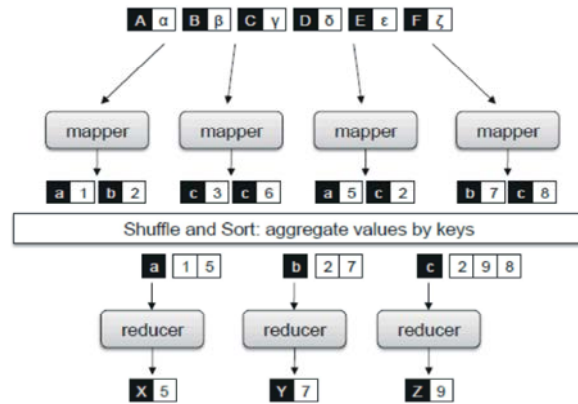 A α B β C γ D δ E ε F ζ
mapper mapper mapper mapper
a 1 b 2 c 3 c 6 a 5 c 2 b 7 c 8
Shuffle and Sort: aggregate values by keys
a 1 5 b 2 7 c 2 9 8
reducer reducer reducer
X 5 Y 7 Z 9